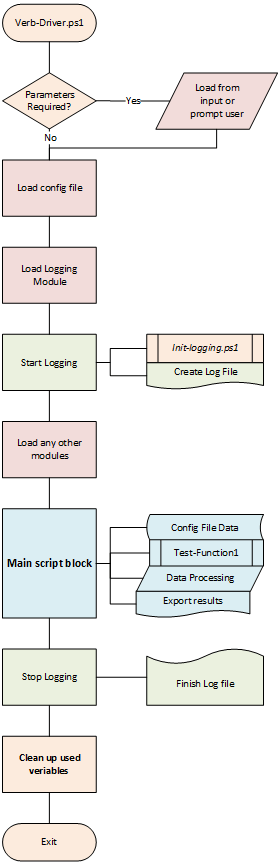 Verb-Driver.ps1
Parameters
Required?
Yes
Load from
input or
prompt user
No
Load config file
Load Logging
Module
Start Logging
Init-logging.ps1
Create Log File
Load any other
modules
Main script block
Config File Data
Test-Function1
Data Processing
Export results
Stop Logging
Finish Log file
Clean up used
veriables
Exit